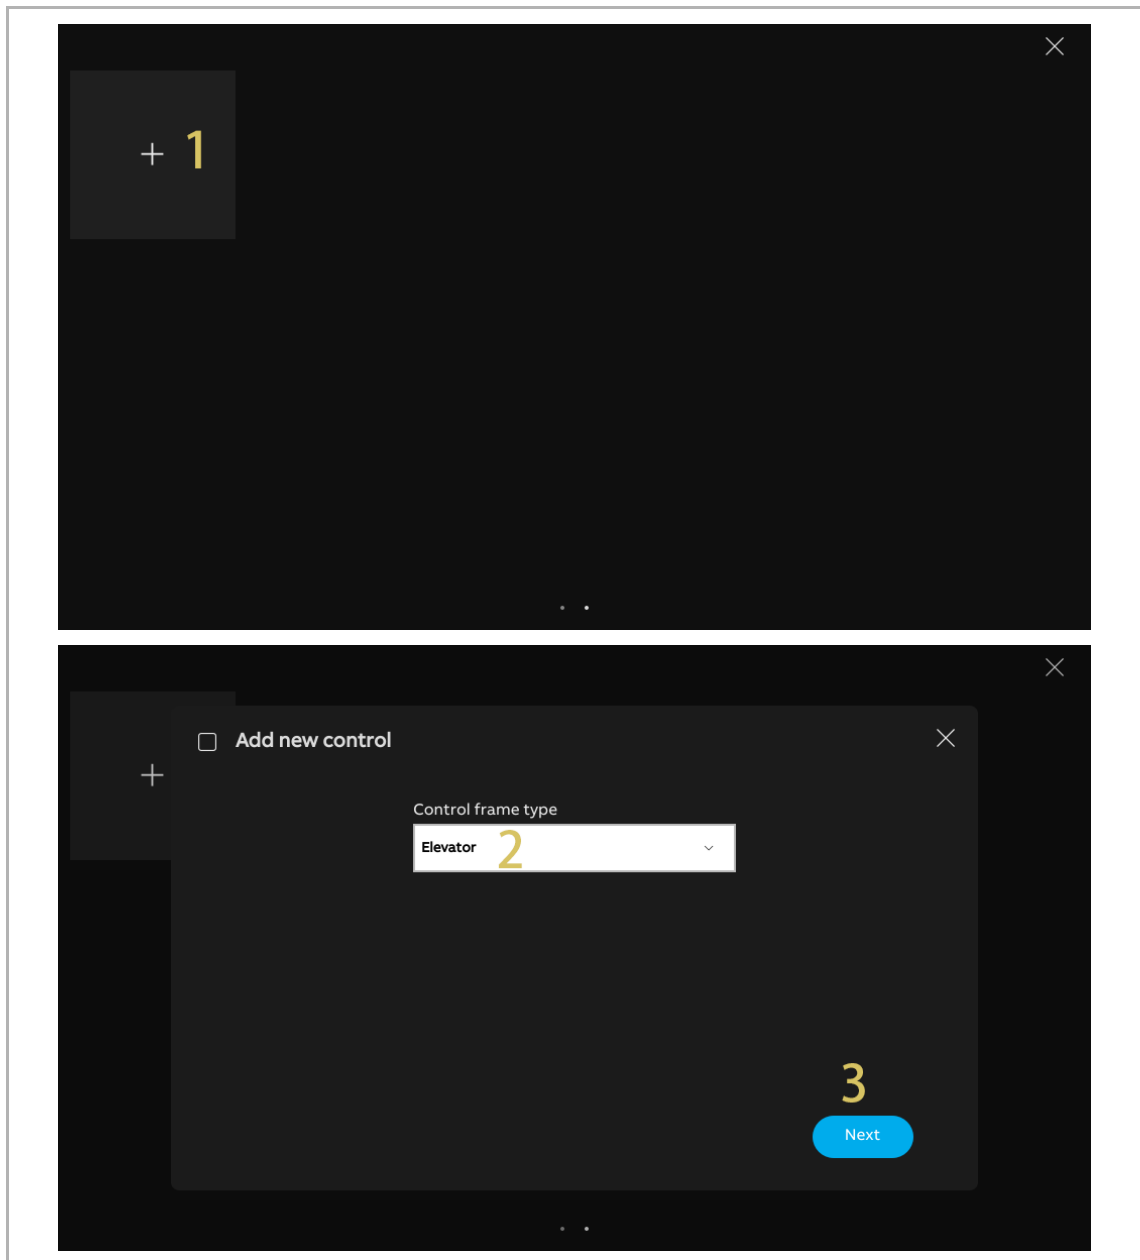 + 1
Add new control
+
Control frame type
Elevator 2
3
Next